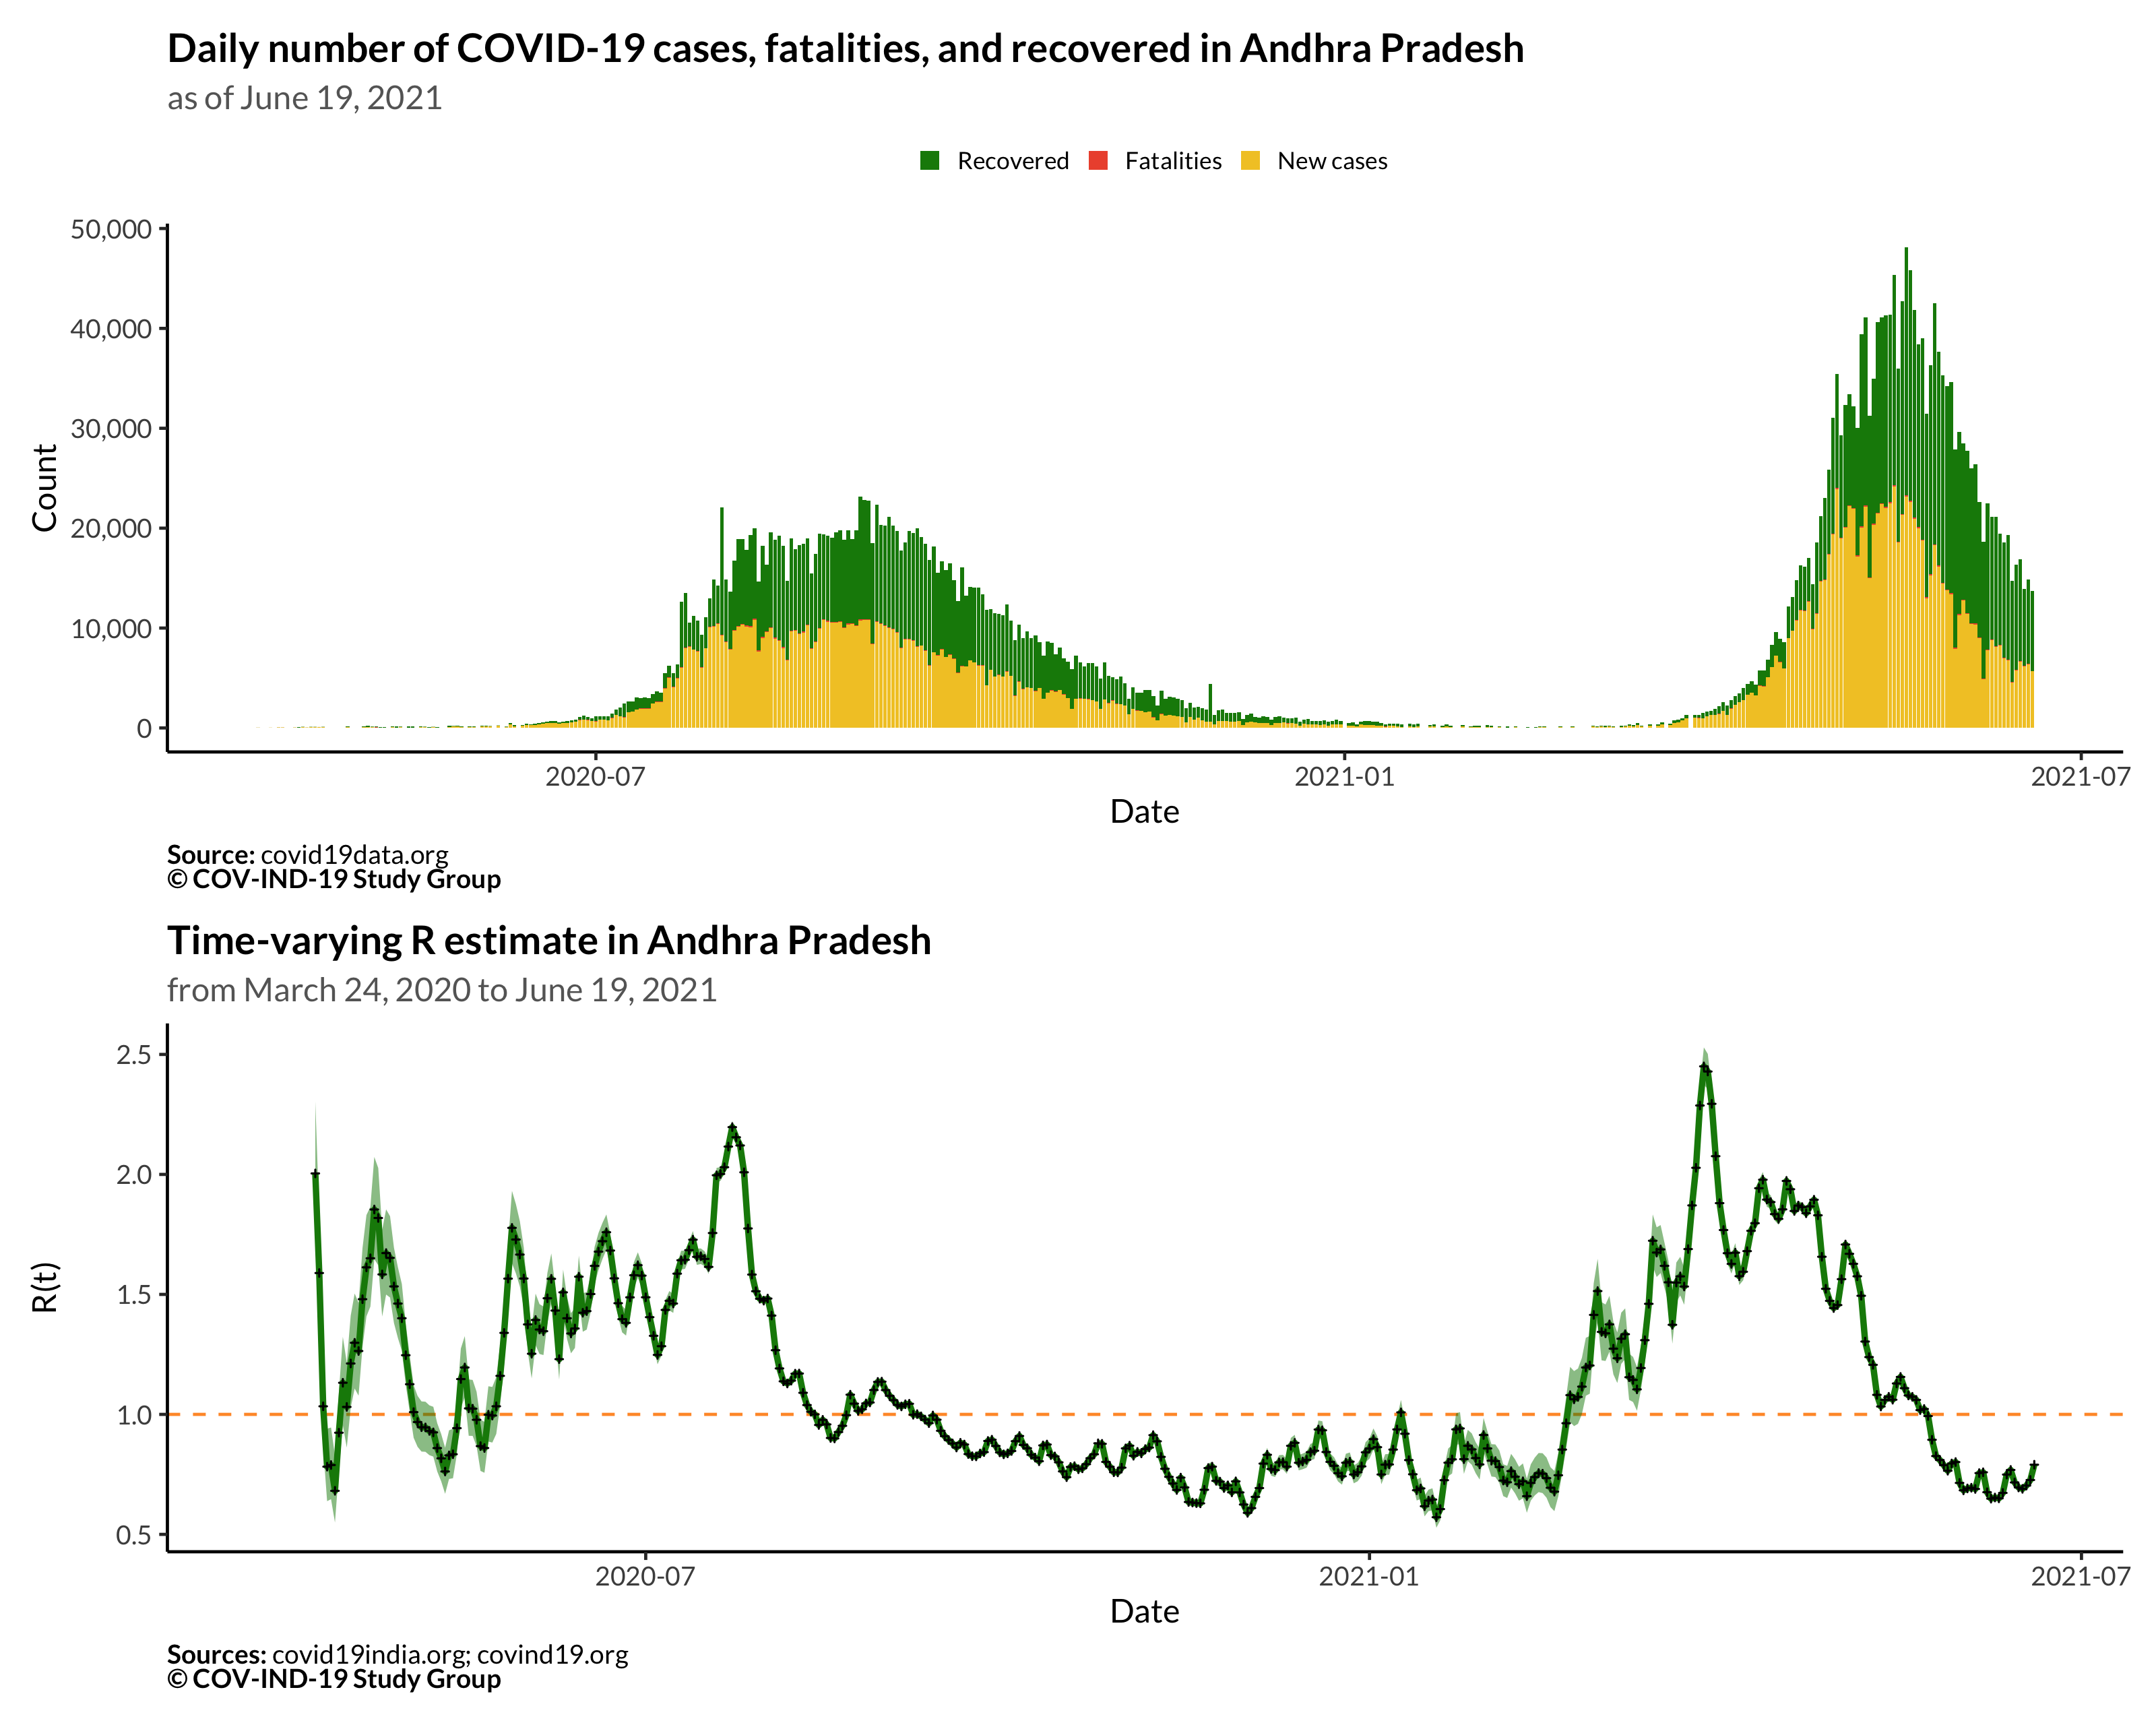 Daily number of COVID-19 cases, fatalities, and recovered in Andhra Pradesh
as of June 19, 2021
Recovered Fatalities New cases
50,000
40,000
30,000
20,000
10,000
0
Count
2020-07 2021-01 2021-07
Date
Source: covid19data.org
© COV-IND-19 Study Group
Time-varying R estimate in Andhra Pradesh
from March 24, 2020 to June 19, 2021
2.5
2.0
1.5
1.0
0.5
R(t)
2020-07 2021-01 2021-07
Date
Sources: covid19india.org; covind19.org
© COV-IND-19 Study Group